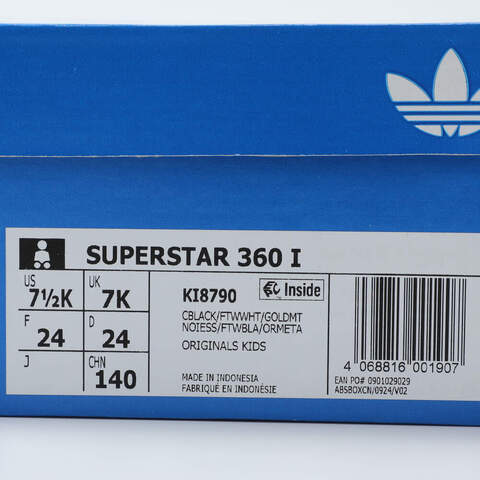 SUPERSTAR 360 I
US 7½K
UK 7K
F 24
D 24
J
CHN 140
KI8790
Inside
CBLACK/FTWWHT/GOLDMT
NOIESS/FTWBLA/ORMETA
ORIGINALS KIDS
MADE IN INDONESIA
FABRIQUÉ EN INDONÉSIE
4 068816 001907
EAN PO# 0901029029
ABSBOXCN/0924/V02